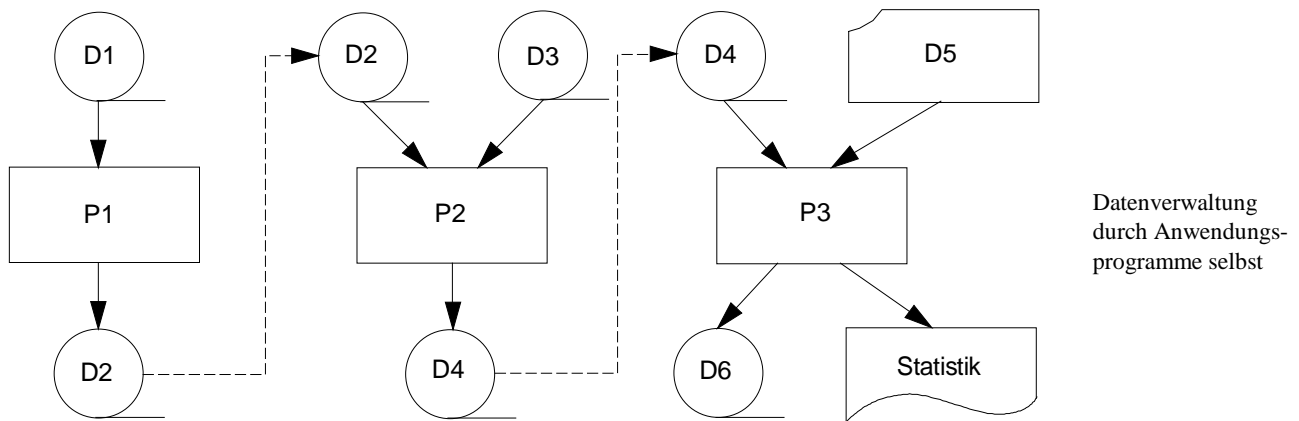 D1
D2
D3
D4
D5
P1
P2
P3
Datenverwaltung
durch Anwendungs-
programme selbst
D2
D4
D6
Statistik